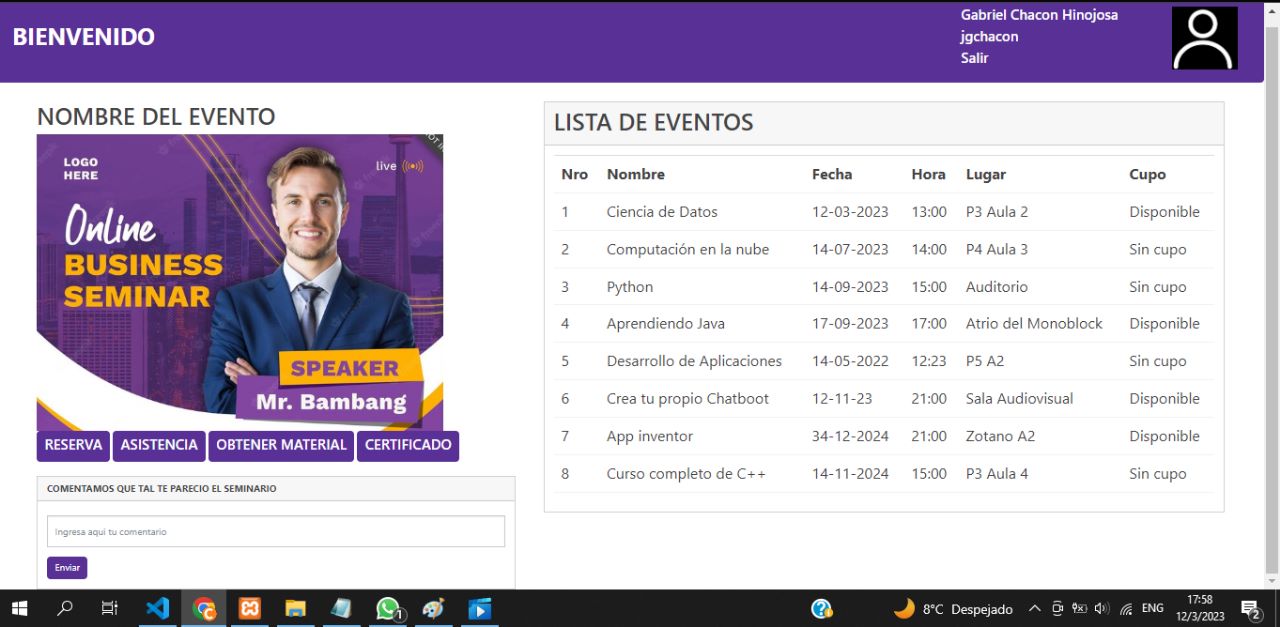 BIENVENIDO
Gabriel Chacon Hinojosa
jgchacon
Salir
NOMBRE DEL EVENTO
LOGO
HERE
live
Online
BUSINESS
SEMINAR
SPEAKER
Mr. Bambang
RESERVA ASISTENCIA OBTENER MATERIAL CERTIFICADO
COMENTAMOS QUE TAL TE PARECIO EL SEMINARIO
Ingresa aqui tu comentario
Enviar
LISTA DE EVENTOS
Nro Nombre Fecha Hora Lugar Cupo
1 Ciencia de Datos 12-03-2023 13:00 P3 Aula 2 Disponible
2 Computación en la nube 14-07-2023 14:00 P4 Aula 3 Sin cupo
3 Python 14-09-2023 15:00 Auditorio Sin cupo
4 Aprendiendo Java 17-09-2023 17:00 Atrio del Monoblock Disponible
5 Desarrollo de Aplicaciones 14-05-2022 12:23 P5 A2 Sin cupo
6 Crea tu propio Chatboot 12-11-23 21:00 Sala Audiovisual Disponible
7 App inventor 34-12-2024 21:00 Zotano A2 Disponible
8 Curso completo de C++ 14-11-2024 15:00 P3 Aula 4 Sin cupo
1
8°C Despejado
ENG
17:58
12/3/2023
2